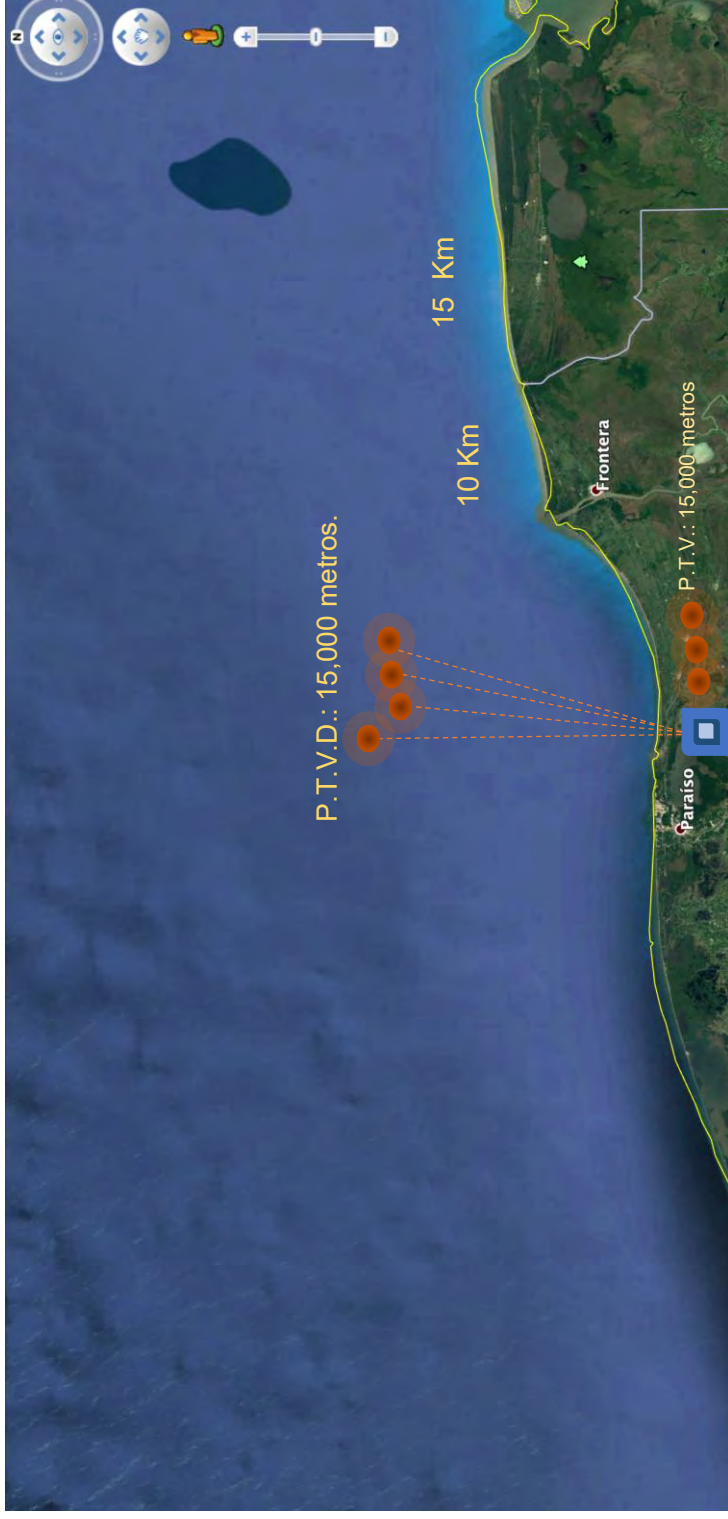 N
P.T.V.D.: 15,000 metros.
15 Km
10 Km
Frontera
P.T.V.: 15,000 metros
Paraíso